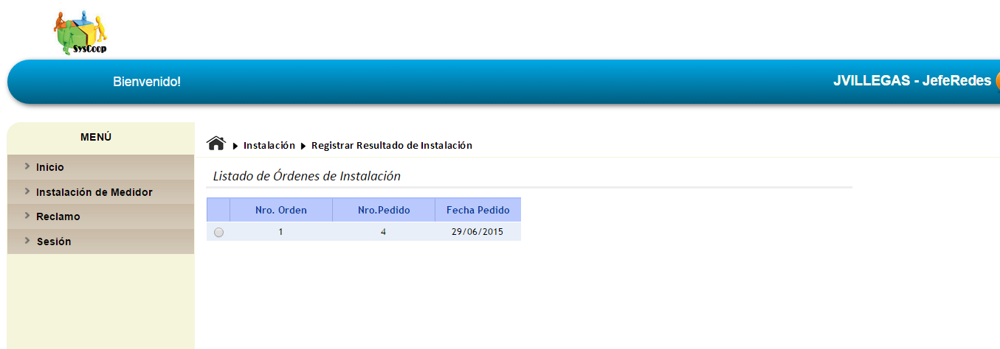 SysCoop
Bienvenido!
JVILLEGAS - JefeRedes
MENÚ
Inicio
Instalación de Medidor
Reclamo
Sesión
Instalación Registrar Resultado de Instalación
Listado de Órdenes de Instalación
Nro. Orden Nro.Pedido Fecha Pedido
1 4 29/06/2015